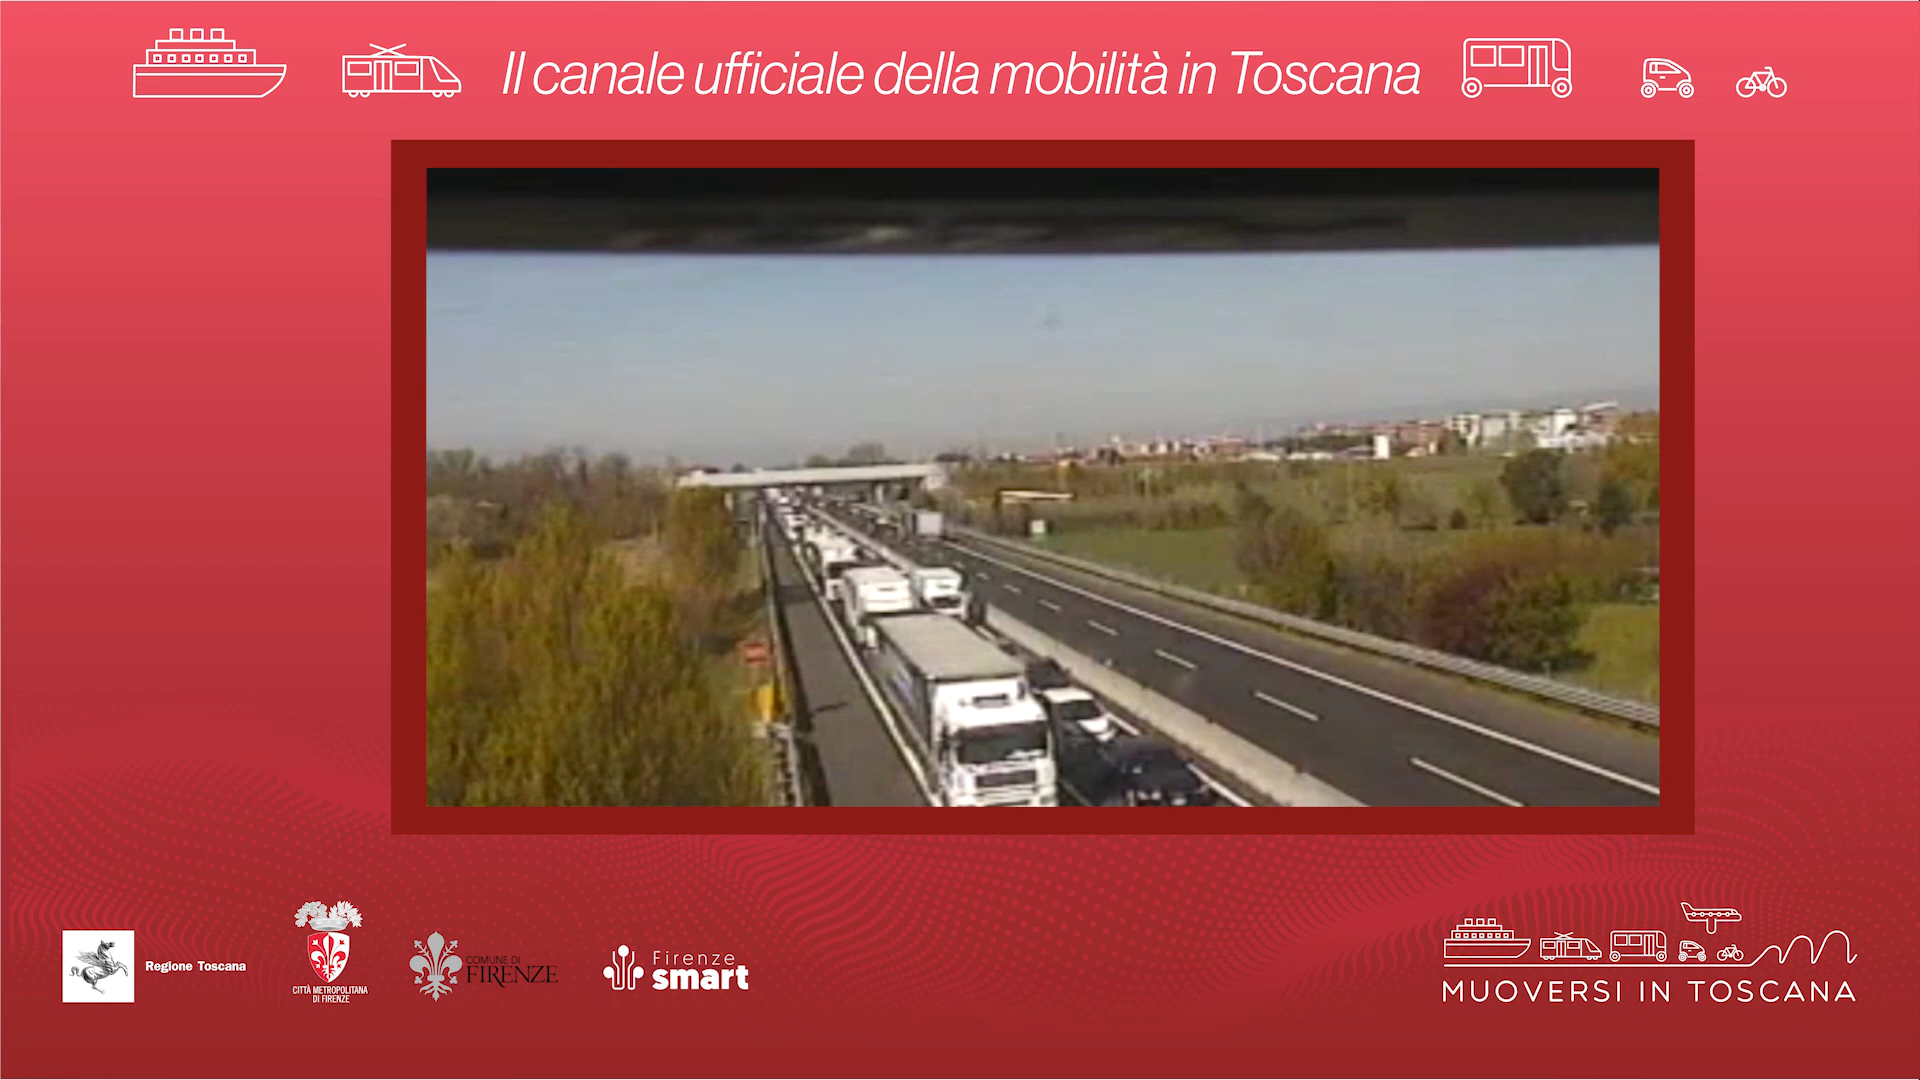 Il canale ufficiale della mobilità in Toscana
Regione Toscana
CITTÀ METROPOLITANA
DI FIRENZE
COMUNE DI
FIRENZE
Firenze
smart
MUOVERSI IN TOSCANA